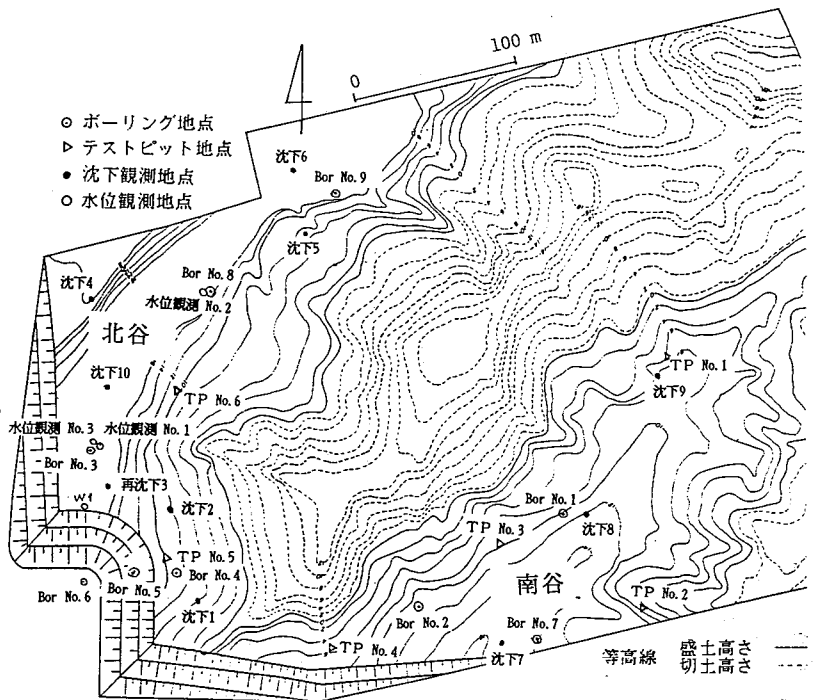 0
100 m
ボーリング地点
テストピット地点
沈下観測地点
水位観測地点
沈下6
Bor No.9
沈下5
沈下4
Bor No.8
水位観測 No.2
北谷
沈下10
TP No.6
TP No.1
沈下9
水位観測 No.3 水位観測 No.1
Bor No.3
再沈下3
W1
沈下2
Bor No.1
沈下8
TP No.3
TP No.5
Bor No.4
Bor No.5
Bor No.6
沈下1
南谷
TP No.2
Bor No.2
Bor No.7
TP No.4
沈下7
等高線 盛土高さ
切土高さ